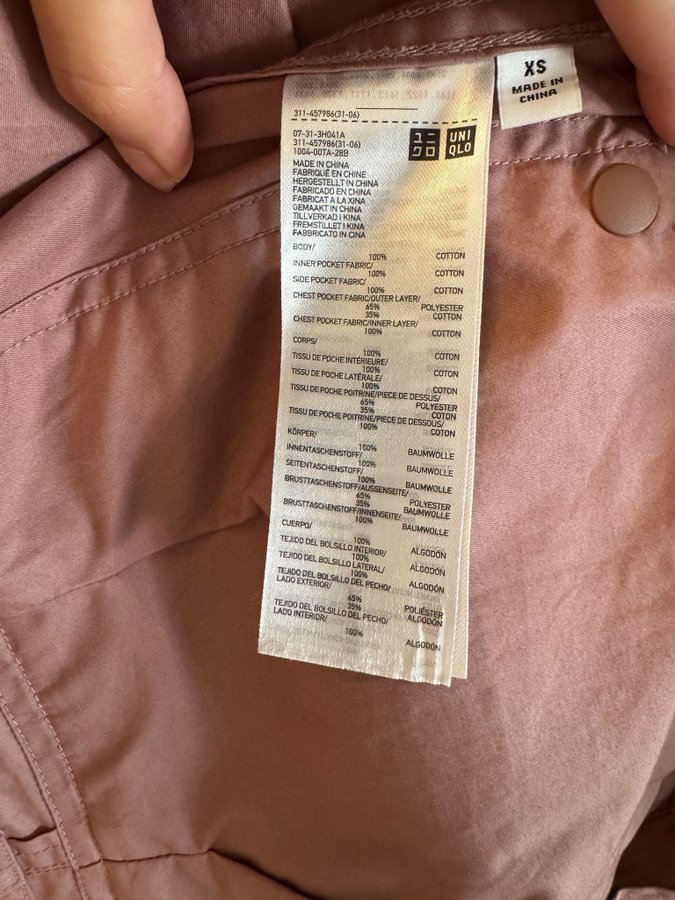 XS
MADE IN
CHINA
311-457986(31-06)
07-31-3H041A
311-457986(31-06)
1004-00TA-28B
UNI
QLO
MADE IN CHINA
FABRIQUÉ EN CHINE
HERGESTELLT IN CHINA
FABRICADO EN CHINA
FABRICAT A LA XINA
GEMAAKT IN CHINA
TILLVERKAD I KINA
FREMSTILLET I KINA
FABBRICATO IN CINA
BODY/
100% COTTON
INNER POCKET FABRIC/
100% COTTON
SIDE POCKET FABRIC/
100% COTTON
CHEST POCKET FABRIC/OUTER LAYER/
65% POLYESTER
35% COTTON
CHEST POCKET FABRIC/INNER LAYER/
100% COTTON
CORPS/
100% COTON
TISSU DE POCHE INTÉRIEURE/
100% COTON
TISSU DE POCHE LATÉRALE/
100% COTON
TISSU DE POCHE POITRINE/PIECE DE DESSUS/
65% POLYESTER
35% COTON
TISSU DE POCHE POITRINE/PIECE DE DESSOUS/
100% COTON
KÖRPER/
100% BAUMWOLLE
INNENTASCHENSTOFF/
100% BAUMWOLLE
SEITENTASCHENSTOFF/
100% BAUMWOLLE
BRUSTTASCHENSTOFF/AUSSENSEITE/
65% POLYESTER
35% BAUMWOLLE
BRUSTTASCHENSTOFF/INNENSEITE/
100% BAUMWOLLE
CUERPO/
100% ALGODÓN
TEJIDO DEL BOLSILLO INTERIOR/
100% ALGODÓN
TEJIDO DEL BOLSILLO LATERAL/
100% ALGODÓN
TEJIDO DEL BOLSILLO DEL PECHO/
LADO EXTERIOR/
65% POLIÉSTER
35% ALGODÓN
TEJIDO DEL BOLSILLO DEL PECHO/
LADO INTERIOR/
100% ALGODÓN